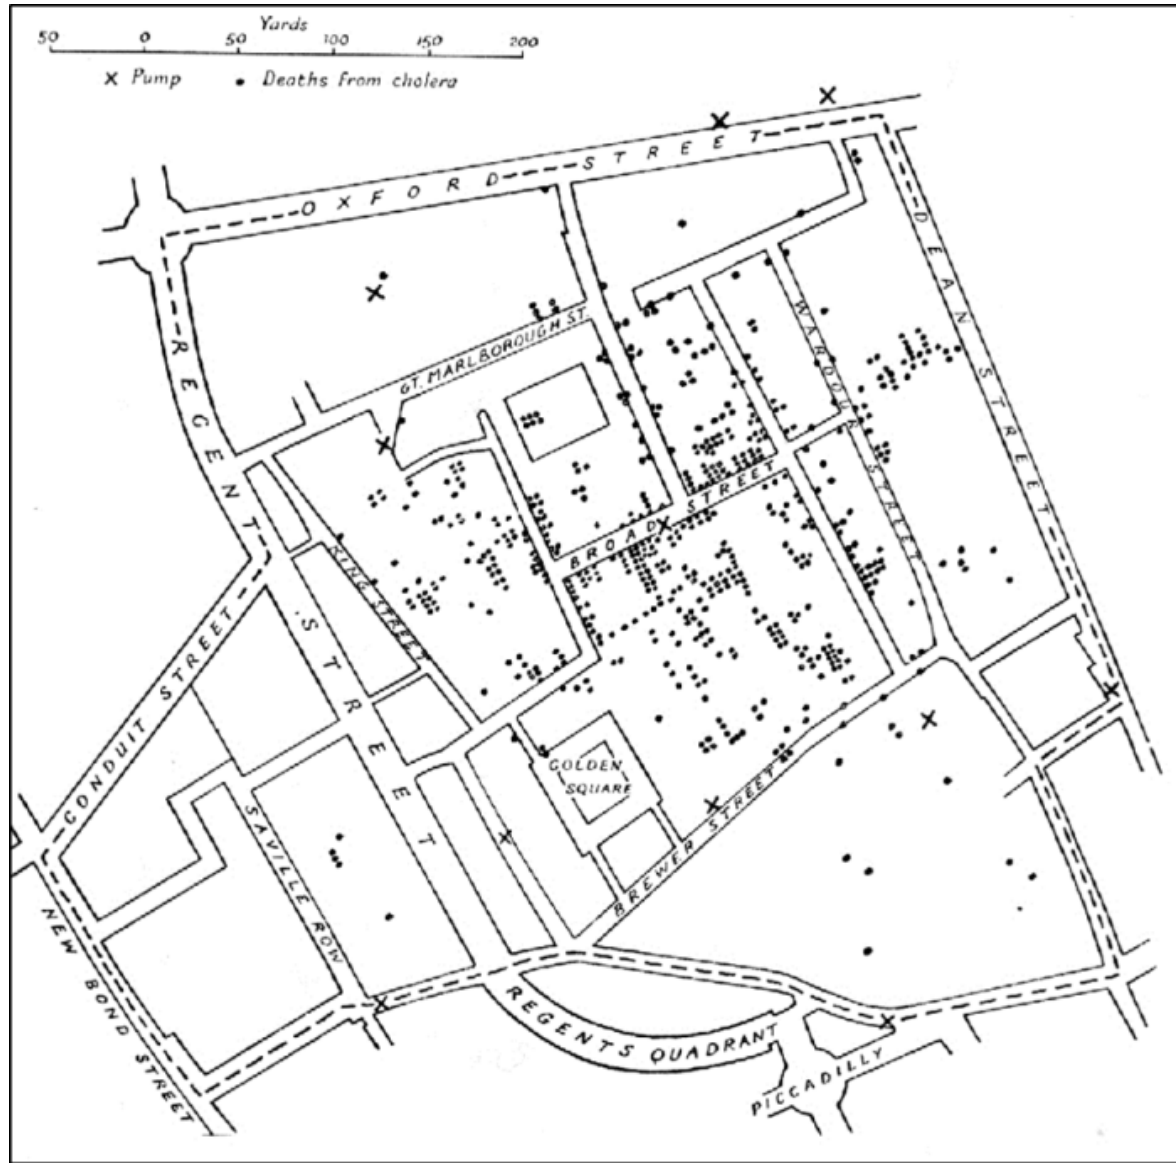 Yards
50 0 50 100 150 200
× Pump • Deaths from cholera
OXFORD STREET
DEAN STREET
REGENT STREET
GT. MARLBOROUGH ST.
WARDOUR STREET
BROAD STREET
KING STREET
CONDUIT STREET
GOLDEN
SQUARE
SAVILLE ROW
BREWER STREET
NEW BOND STREET
REGENTS QUADRANT
PICCADILLY